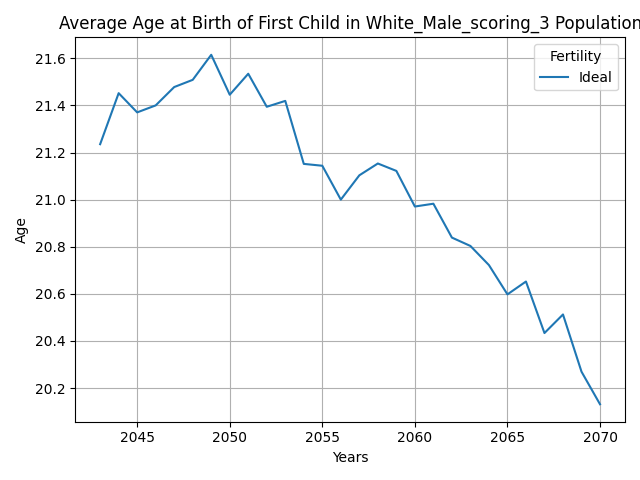 Average Age at Birth of First Child in White_Male_scoring_3 Population
Fertility
Ideal
Age
21.6
21.4
21.2
21.0
20.8
20.6
20.4
20.2
2045 2050 2055 2060 2065 2070
Years